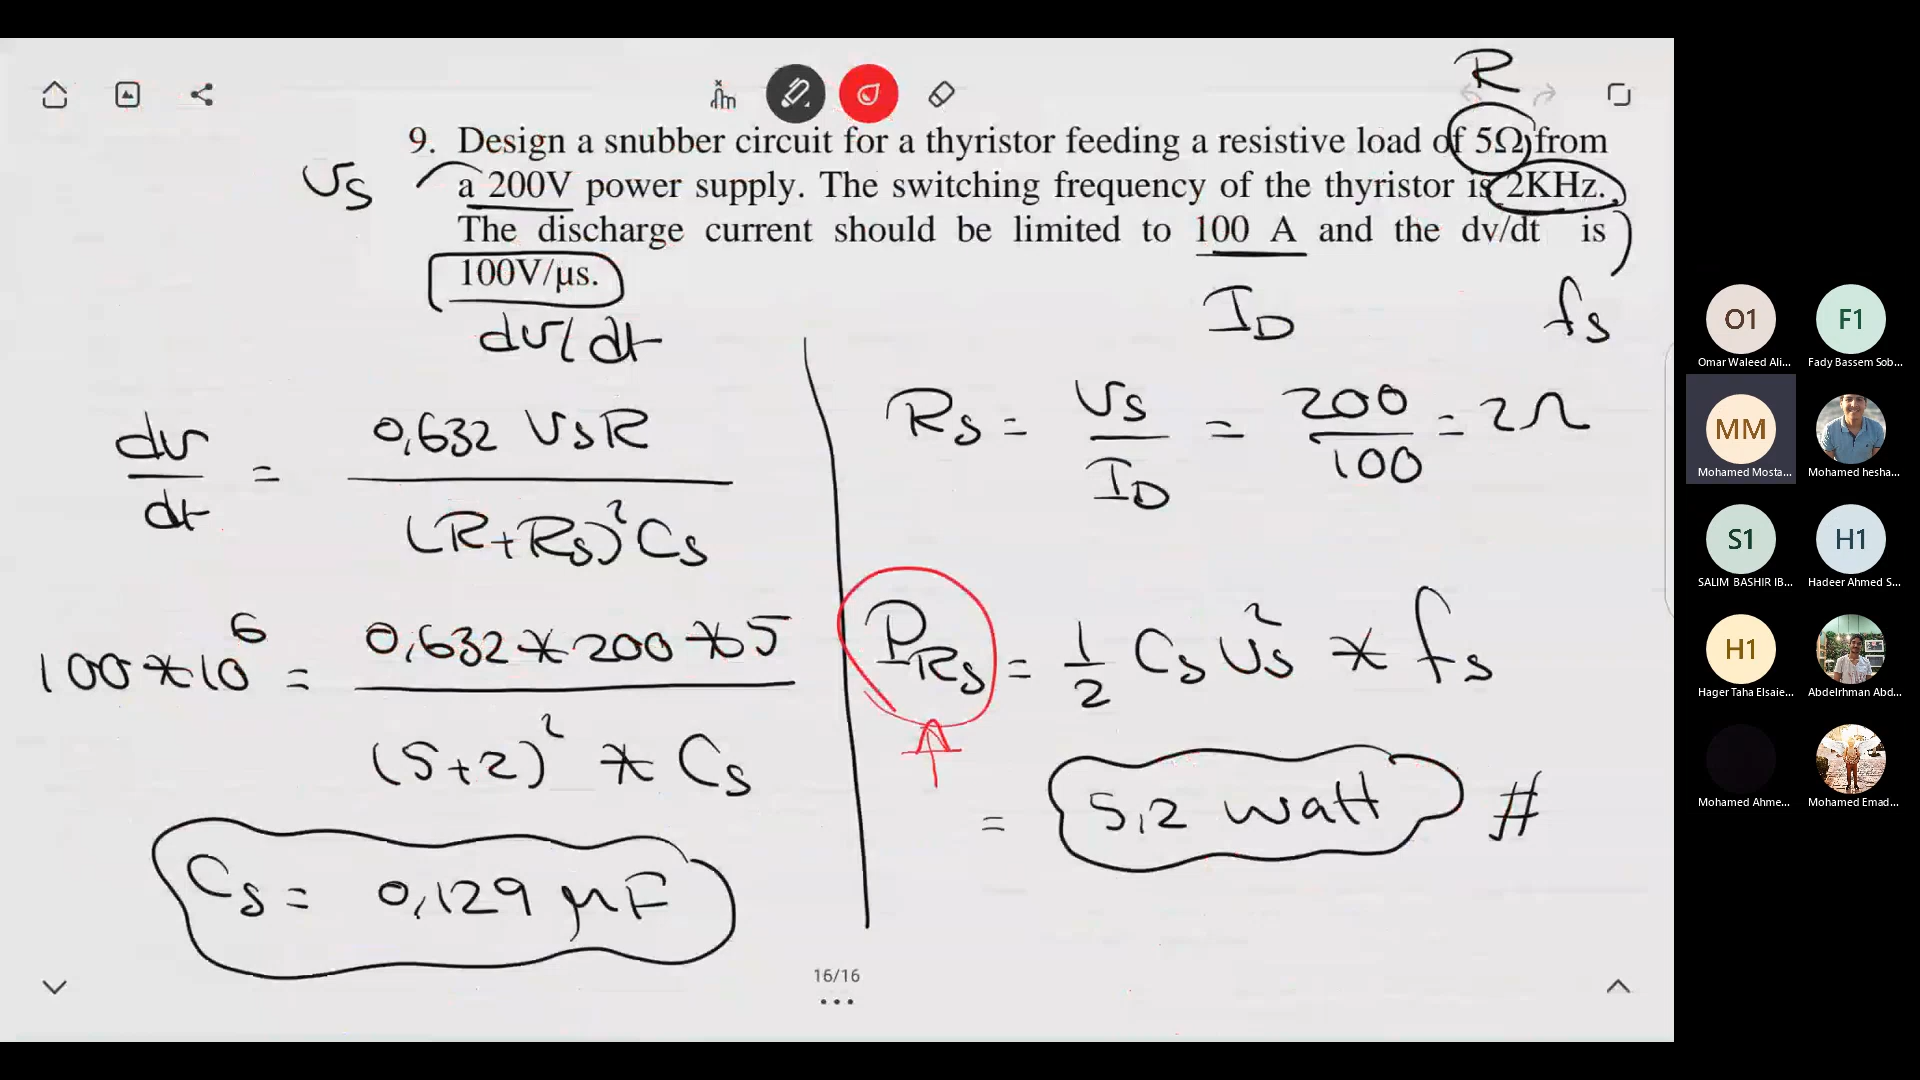 R
9. Design a snubber circuit for a thyristor feeding a resistive load of 5Ω from
a 200V power supply. The switching frequency of the thyristor is 2KHz.
The discharge current should be limited to 100 A and the dv/dt is
100V/µs.
Vs
dv/dt
ID
fs
dv/dt = 0,632 Vs R / (R+Rs)² Cs
100*10⁶ = 0,632*200*5 / (5+2)² * Cs
Cs = 0,129 µF
Rs = Vs/ID = 200/100 = 2Ω
PRs = 1/2 Cs Vs² * fs
= 5,2 watt #
16/16
O1
Omar Waleed Ali...
F1
Fady Bassem Sob...
MM
Mohamed Mosta...
Mohamed hesha...
S1
SALIM BASHIR IB...
H1
Hadeer Ahmed S...
H1
Hager Taha Elsaie...
Abdelrhman Abd...
Mohamed Ahme...
Mohamed Emad...